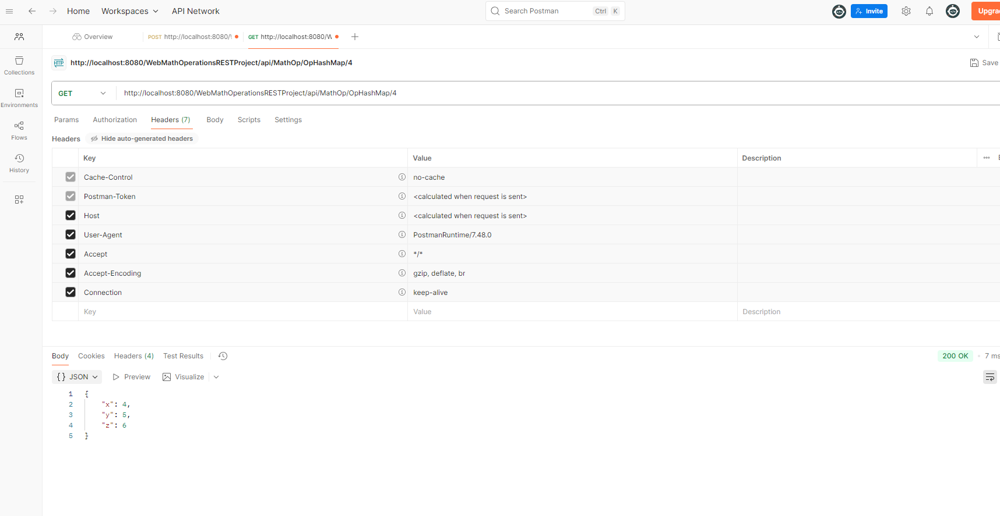 Home Workspaces API Network Search Postman Ctrl K Invite Upgra
Overview POST http://localhost:8080/\ GET http://localhost:8080/W
HTTP http://localhost:8080/WebMathOperationsRESTProject/api/MathOp/OpHashMap/4 Save
Collections
GET http://localhost:8080/WebMathOperationsRESTProject/api/MathOp/OpHashMap/4
Environments
Params Authorization Headers (7) Body Scripts Settings
Flows
Headers Hide auto-generated headers
Key Value Description
History
Cache-Control no-cache
Postman-Token <calculated when request is sent>
Host <calculated when request is sent>
User-Agent PostmanRuntime/7.48.0
Accept */*
Accept-Encoding gzip, deflate, br
Connection keep-alive
Key Value Description
Body Cookies Headers (4) Test Results 200 OK 7 ms
{} JSON Preview Visualize
1 {
2 "x": 4,
3 "y": 5,
4 "z": 6
5 }